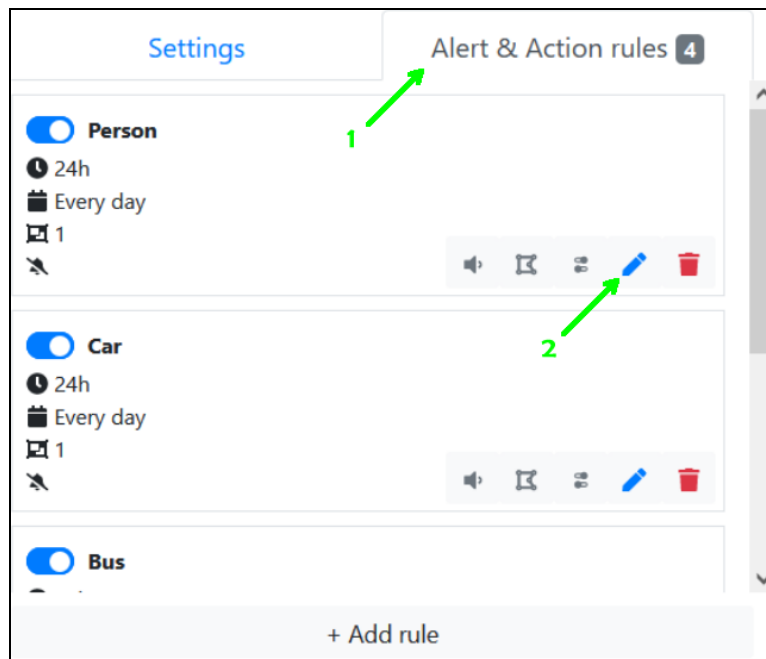 Settings
Alert & Action rules 4
1
Person
24h
Every day
1
2
Car
24h
Every day
1
Bus
+ Add rule